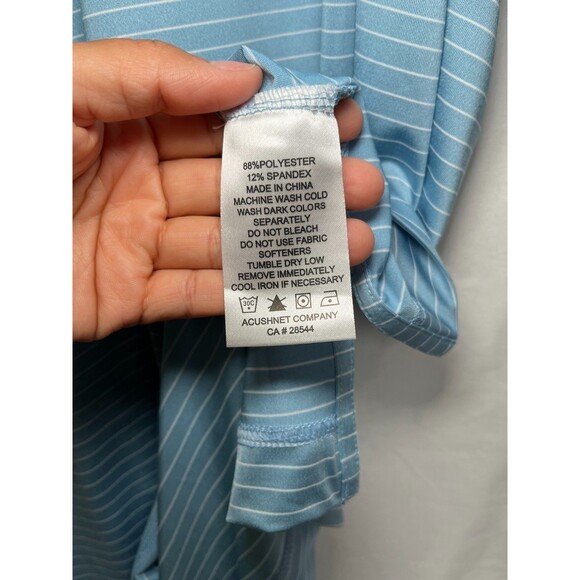 88%POLYESTER
12% SPANDEX
MADE IN CHINA
MACHINE WASH COLD
WASH DARK COLORS
SEPARATELY
DO NOT BLEACH
DO NOT USE FABRIC
SOFTENERS
TUMBLE DRY LOW
REMOVE IMMEDIATELY
COOL IRON IF NECESSARY
30C
ACUSHNET COMPANY
CA # 28544